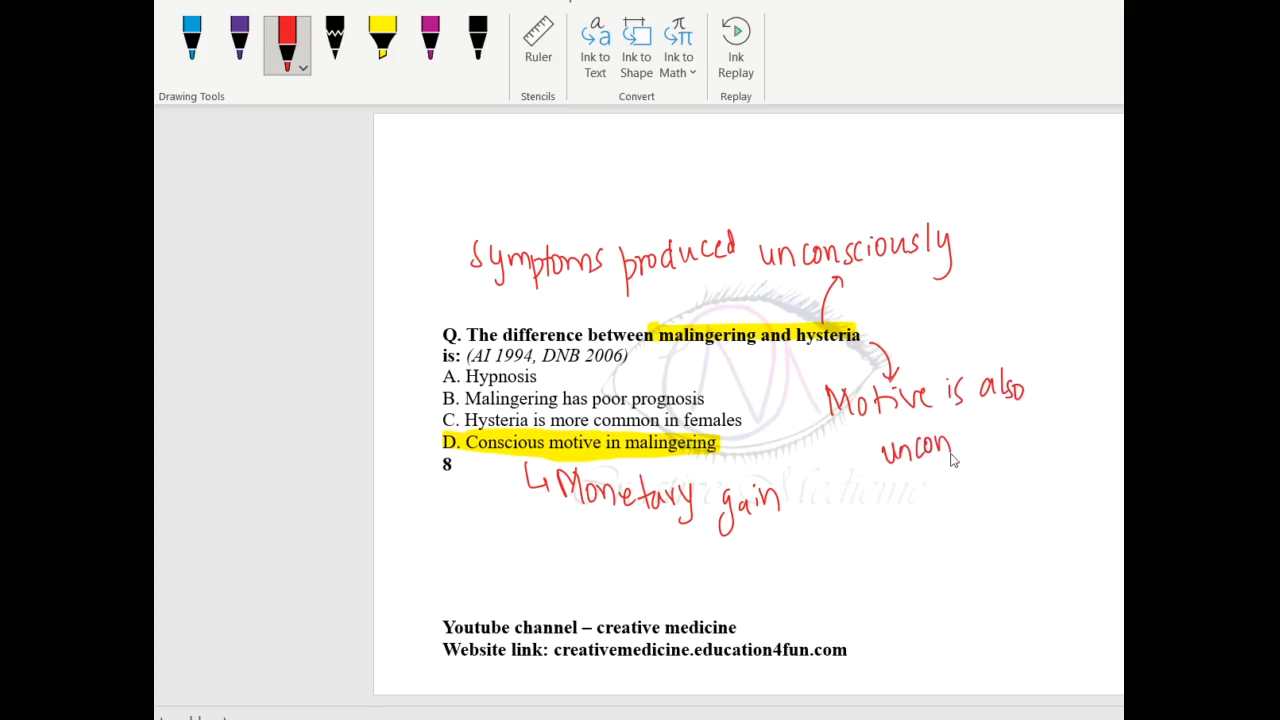 Ruler
a
a
π
π
Ink to
Text
Ink to
Shape
Ink to
Math
Ink
Replay
Drawing Tools
Stencils
Convert
Replay
Symptoms produced unconsciously
Q. The difference between malingering and hysteria
is: (AI 1994, DNB 2006)
A. Hypnosis
B. Malingering has poor prognosis
C. Hysteria is more common in females
D. Conscious motive in malingering
8
Motive is also
uncon
Monetary gain
Medicine
Youtube channel – creative medicine
Website link: creativemedicine.education4fun.com